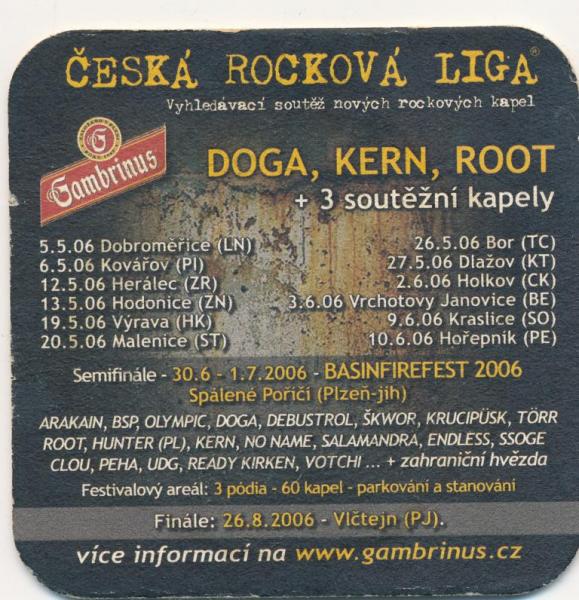 ČESKÁ ROCKOVÁ LIGA®
Vyhledávací soutěž nových rockových kapel
G
Gambrinus
DOGA, KERN, ROOT
+ 3 soutěžní kapely
5.5.06 Dobroměřice (LN)
6.5.06 Kovářov (PI)
12.5.06 Herálec (ZR)
13.5.06 Hodonice (ZN)
19.5.06 Výrava (HK)
20.5.06 Malenice (ST)
26.5.06 Bor (TC)
27.5.06 Dlažov (KT)
2.6.06 Holkov (CK)
3.6.06 Vrchotovy Janovice (BE)
9.6.06 Kraslice (SO)
10.6.06 Hořepník (PE)
Semifinále - 30.6 - 1.7.2006 - BASINFIREFEST 2006
Spálené Poříčí (Plzeň-jih)
ARAKAIN, BSP, OLYMPIC, DOGA, DEBUSTROL, ŠKWOR, KRUCIPÜSK, TÖRR
ROOT, HUNTER (PL), KERN, NO NAME, SALAMANDRA, ENDLESS, SSOGE
CLOU, PEHA, UDG, READY KIRKEN, VOTCHI ... + zahraniční hvězda
Festivalový areál: 3 pódia - 60 kapel - parkování a stanování
Finále: 26.8.2006 - Vlčtejn (PJ).
více informací na www.gambrinus.cz